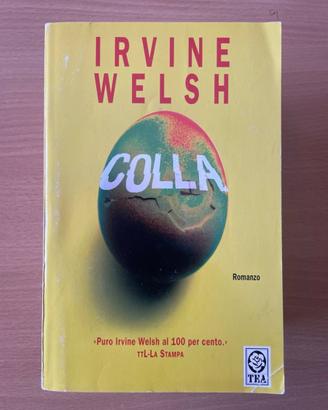 IRVINE
WELSH
COLLA
Romanzo
«Puro Irvine Welsh al 100 per cento.»
ttL-La Stampa
TEA